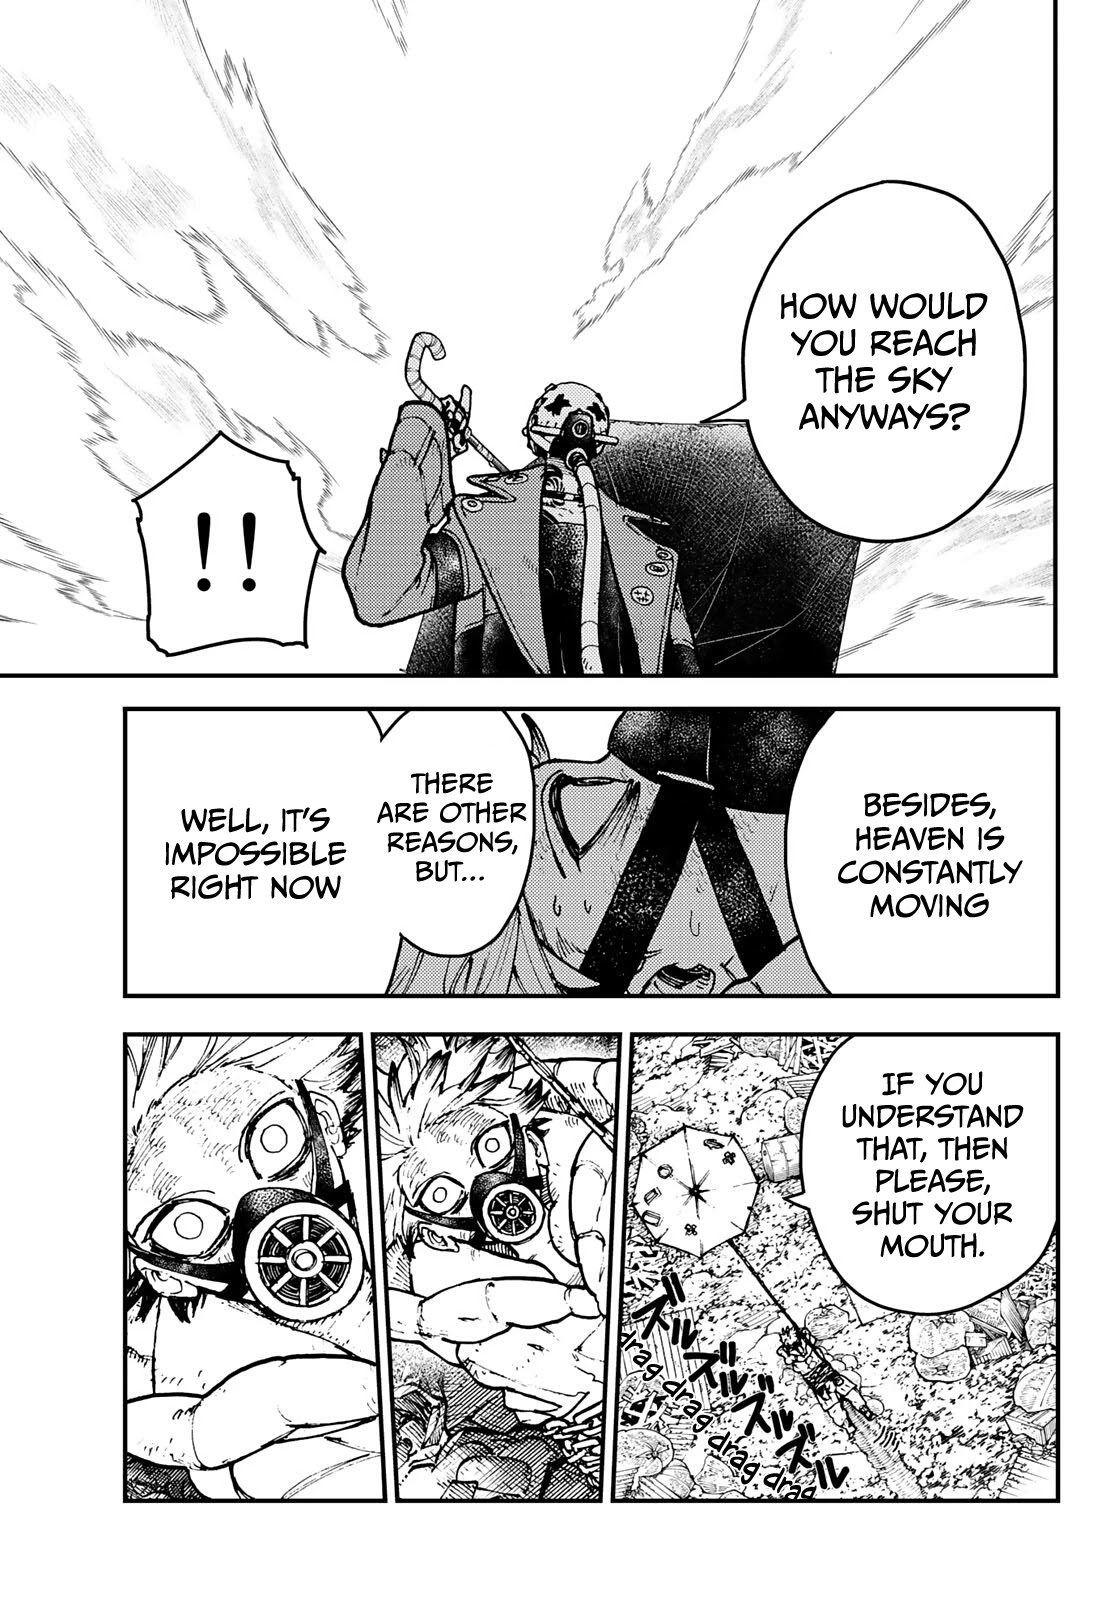 HOW WOULD
YOU REACH
THE SKY
ANYWAYS?
!!
BESIDES,
HEAVEN IS
CONSTANTLY
MOVING
THERE
ARE OTHER
REASONS,
BUT...
WELL, IT'S
IMPOSSIBLE
RIGHT NOW
IF YOU
UNDERSTAND
THAT, THEN
PLEASE,
SHUT YOUR
MOUTH.
ズルズルズルズル
drag drag drag drag